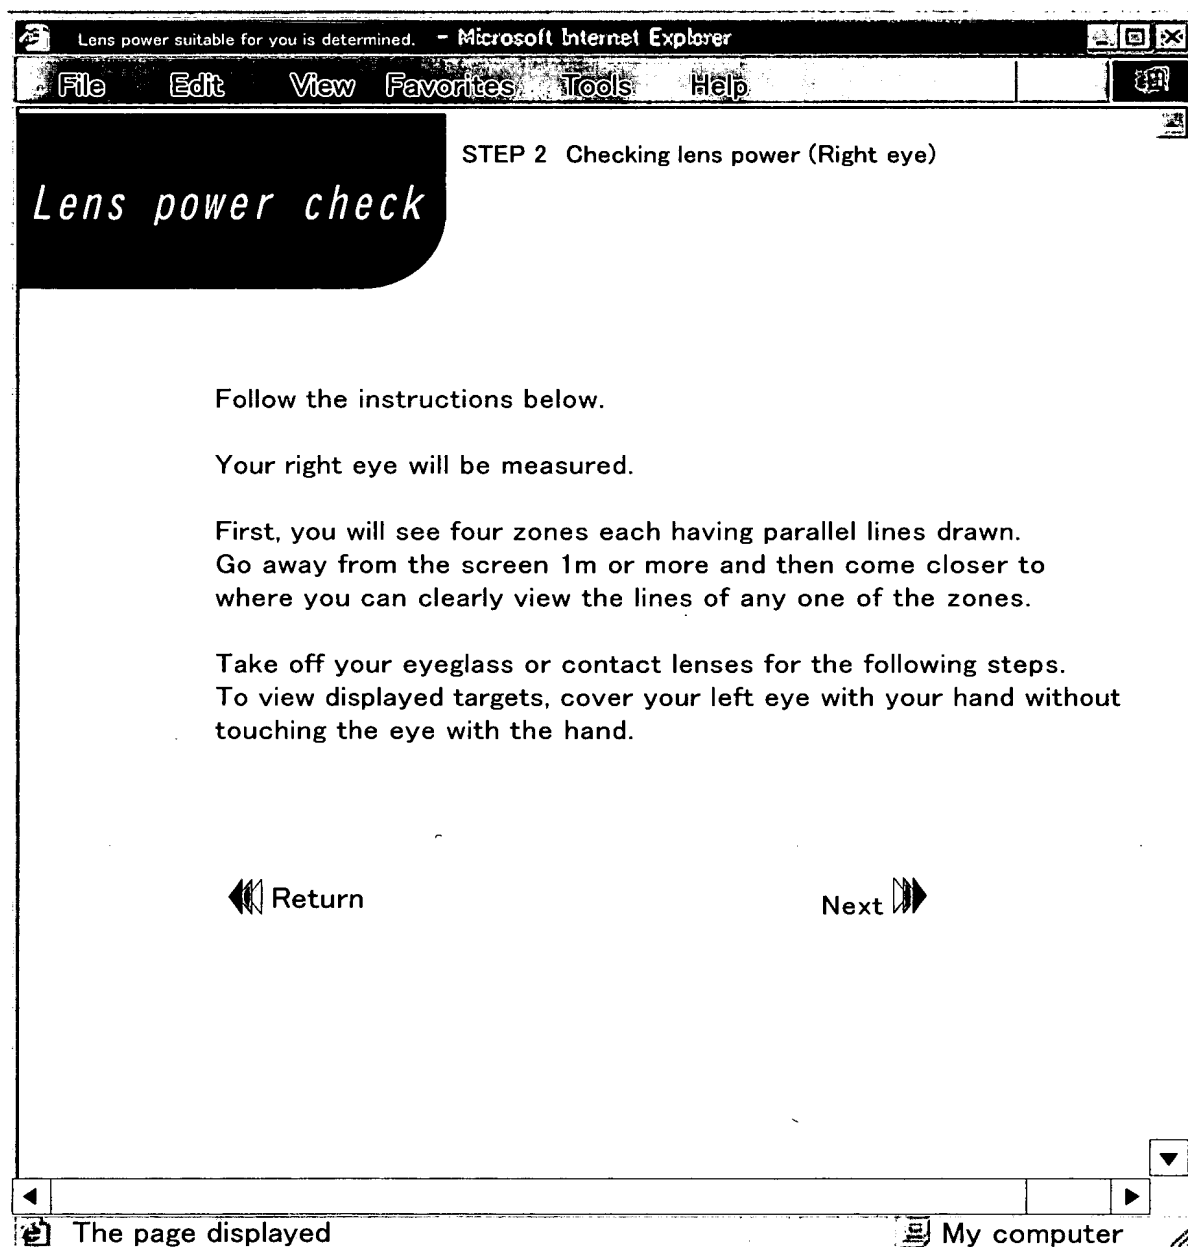 Lens power suitable for you is determined. - Microsoft Internet Explorer
File Edit View Favorites Tools Help
STEP 2 Checking lens power (Right eye)
Lens power check
Follow the instructions below.
Your right eye will be measured.
First, you will see four zones each having parallel lines drawn.
Go away from the screen 1m or more and then come closer to
where you can clearly view the lines of any one of the zones.
Take off your eyeglass or contact lenses for the following steps.
To view displayed targets, cover your left eye with your hand without
touching the eye with the hand.
Return
Next
The page displayed
My computer